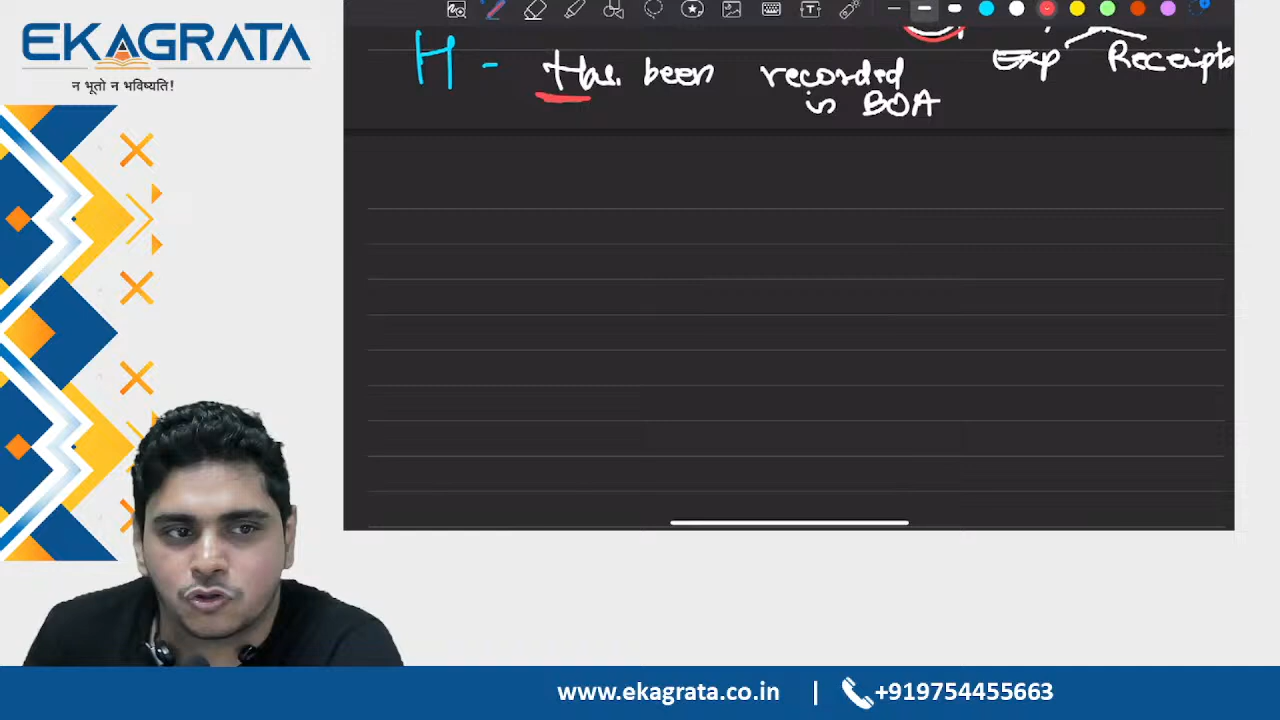 EKAGRATA
न भूतो न भविष्यति!
H - Has been recorded
in BOA
Exp Receipts
www.ekagrata.co.in | +919754455663